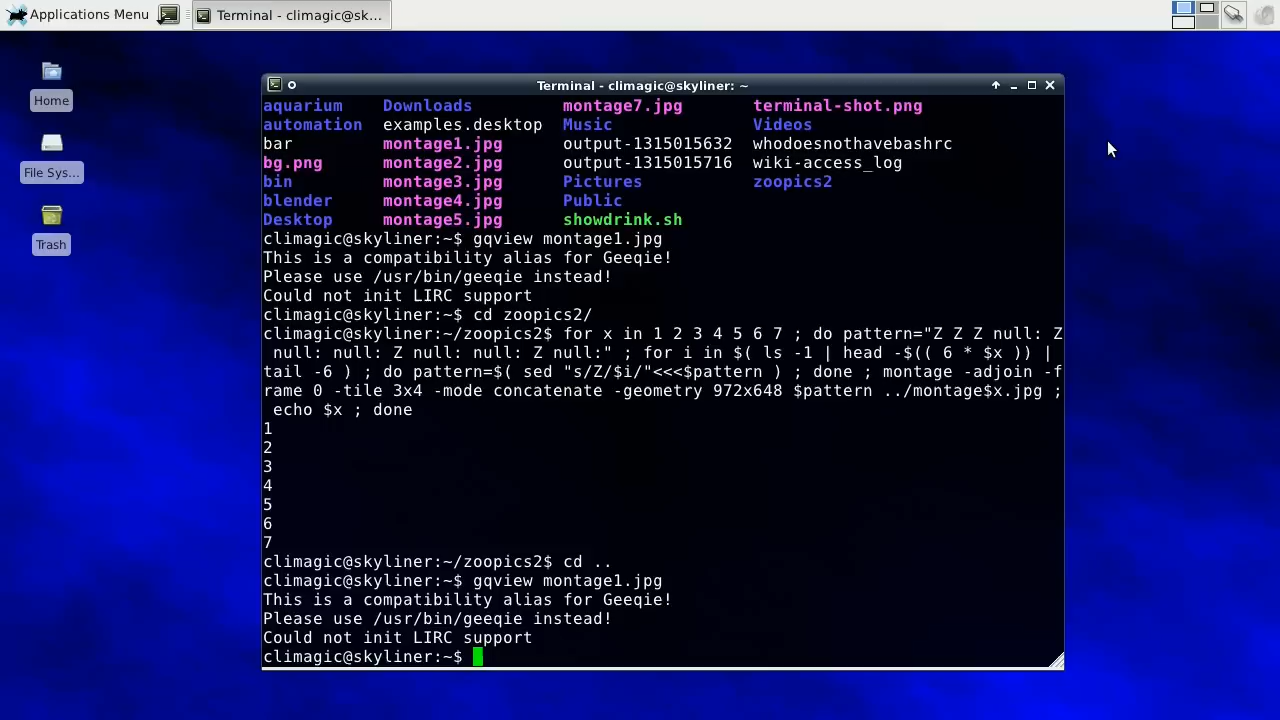 Applications Menu Terminal - climagic@sk...
Terminal - climagic@skyliner: ~
Home
File Sys...
Trash
aquarium Downloads montage7.jpg terminal-shot.png
automation examples.desktop Music Videos
bar montage1.jpg output-1315015632 whodoesnothavebashrc
bg.png montage2.jpg output-1315015716 wiki-access_log
bin montage3.jpg Pictures zoopics2
blender montage4.jpg Public
Desktop montage5.jpg showdrink.sh
climagic@skyliner:~$ gqview montage1.jpg
This is a compatibility alias for Geeqie!
Please use /usr/bin/geeqie instead!
Could not init LIRC support
climagic@skyliner:~$ cd zoopics2/
climagic@skyliner:~/zoopics2$ for x in 1 2 3 4 5 6 7 ; do pattern="Z Z Z null: Z
null: null: Z null: null: Z null:" ; for i in $( ls -1 | head -$(( 6 * $x )) |
tail -6 ) ; do pattern=$( sed "s/Z/$i/"<<<$pattern ) ; done ; montage -adjoin -f
rame 0 -tile 3x4 -mode concatenate -geometry 972x648 $pattern ../montage$x.jpg ;
echo $x ; done
1
2
3
4
5
6
7
climagic@skyliner:~/zoopics2$ cd ..
climagic@skyliner:~$ gqview montage1.jpg
This is a compatibility alias for Geeqie!
Please use /usr/bin/geeqie instead!
Could not init LIRC support
climagic@skyliner:~$